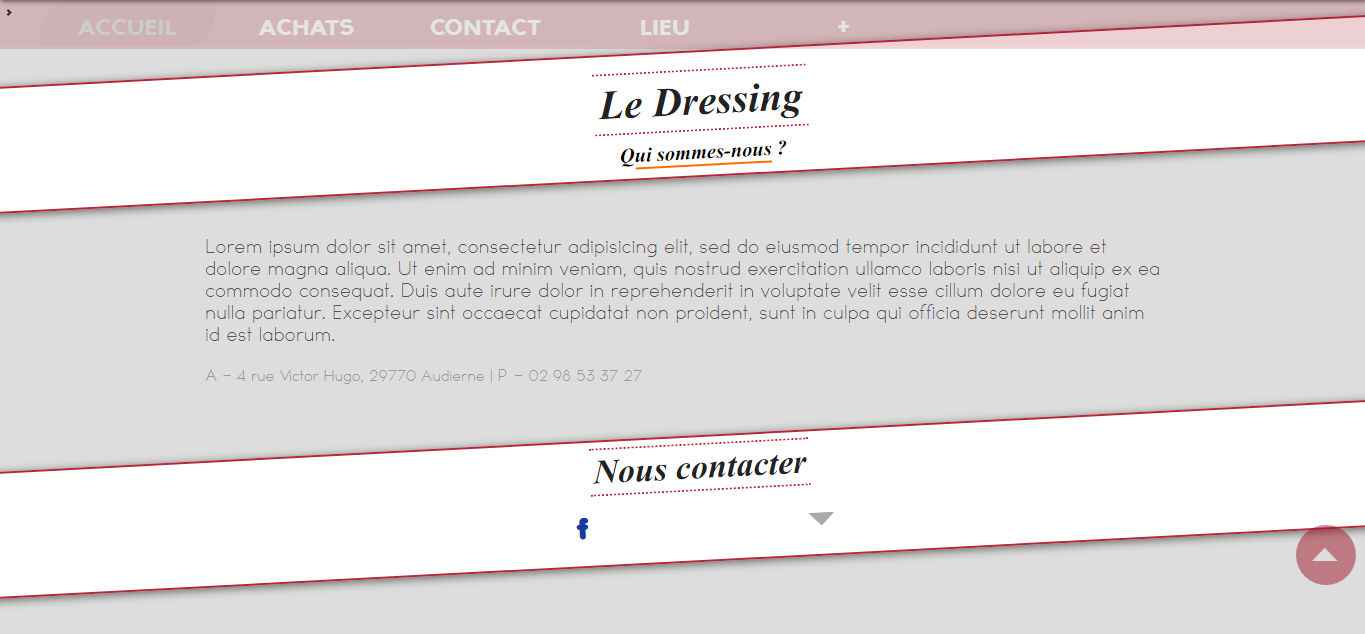 ACCUEIL ACHATS CONTACT LIEU +
Le Dressing
Qui sommes-nous ?
Lorem ipsum dolor sit amet, consectetur adipisicing elit, sed do eiusmod tempor incididunt ut labore et
dolore magna aliqua. Ut enim ad minim veniam, quis nostrud exercitation ullamco laboris nisi ut aliquip ex ea
commodo consequat. Duis aute irure dolor in reprehenderit in voluptate velit esse cillum dolore eu fugiat
nulla pariatur. Excepteur sint occaecat cupidatat non proident, sunt in culpa qui officia deserunt mollit anim
id est laborum.
A - 4 rue Victor Hugo, 29770 Audierne | P - 02 98 53 37 27
Nous contacter
f